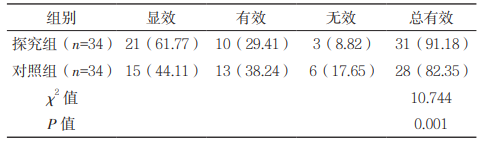 组别 显效 有效 无效 总有效
探究组（n=34） 21（61.77） 10（29.41） 3（8.82） 31（91.18）
对照组（n=34） 15（44.11） 13（38.24） 6（17.65） 28（82.35）
χ² 值 10.744
P 值 0.001